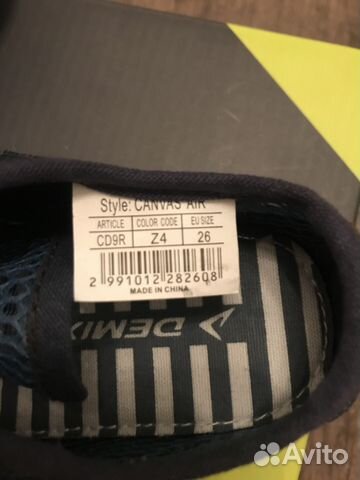 Style: CANVAS AIR
ARTICLE COLOR CODE EU SIZE
CD9R Z4 26
2 991012 282608
MADE IN CHINA
DEMIX
Avito